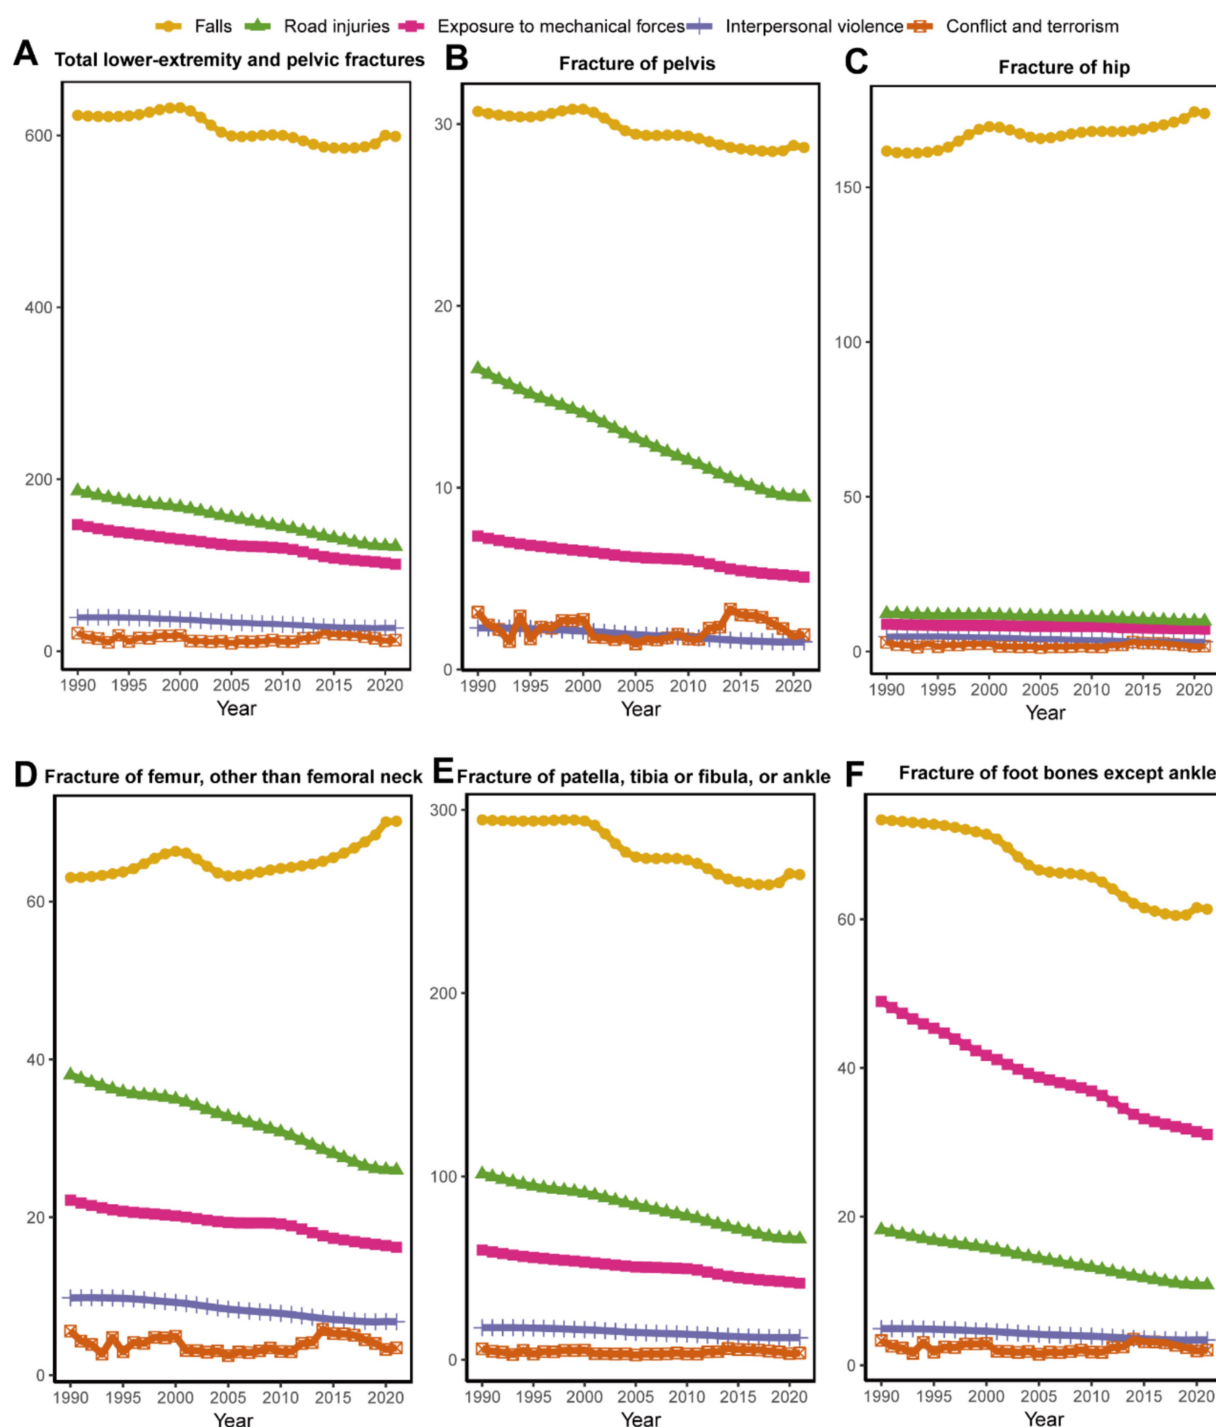 Falls Road injuries Exposure to mechanical forces Interpersonal violence Conflict and terrorism
A Total lower-extremity and pelvic fractures
600
400
200
0
1990 1995 2000 2005 2010 2015 2020
Year
B Fracture of pelvis
30
20
10
0
1990 1995 2000 2005 2010 2015 2020
Year
C Fracture of hip
150
100
50
0
1990 1995 2000 2005 2010 2015 2020
Year
D Fracture of femur, other than femoral neck
60
40
20
0
1990 1995 2000 2005 2010 2015 2020
Year
E Fracture of patella, tibia or fibula, or ankle
300
200
100
0
1990 1995 2000 2005 2010 2015 2020
Year
F Fracture of foot bones except ankle
60
40
20
0
1990 1995 2000 2005 2010 2015 2020
Year